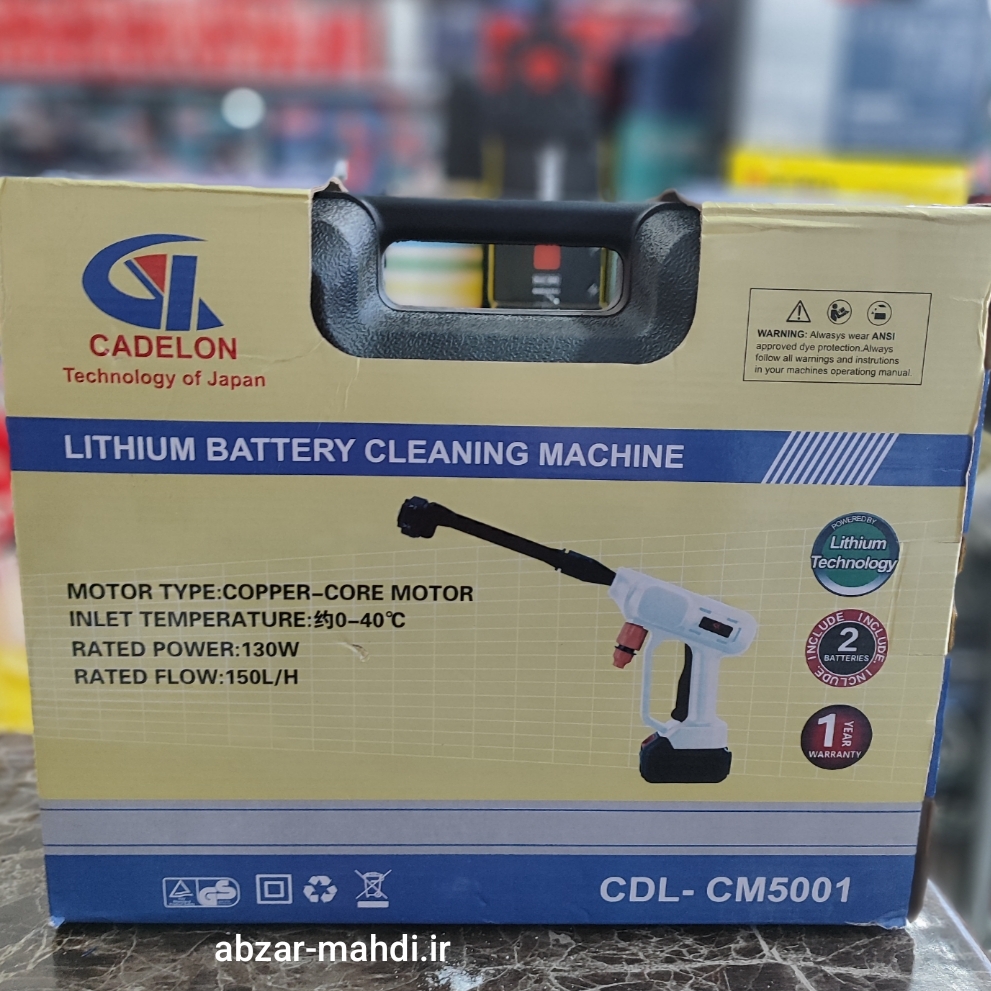 CADELON
Technology of Japan
WARNING: Alwasys wear ANSI
approved dye protection.Always
follow all warnings and instrutions
in your machines operationg manual.
LITHIUM BATTERY CLEANING MACHINE
MOTOR TYPE:COPPER-CORE MOTOR
INLET TEMPERATURE:约0-40℃
RATED POWER:130W
RATED FLOW:150L/H
POWERED BY
Lithium
Technology
INCLUDE INCLUDE
2
BATTERIES
INCLUDE INCLUDE
1 YEAR
WARRANTY
GS
CDL- CM5001
abzar-mahdi.ir